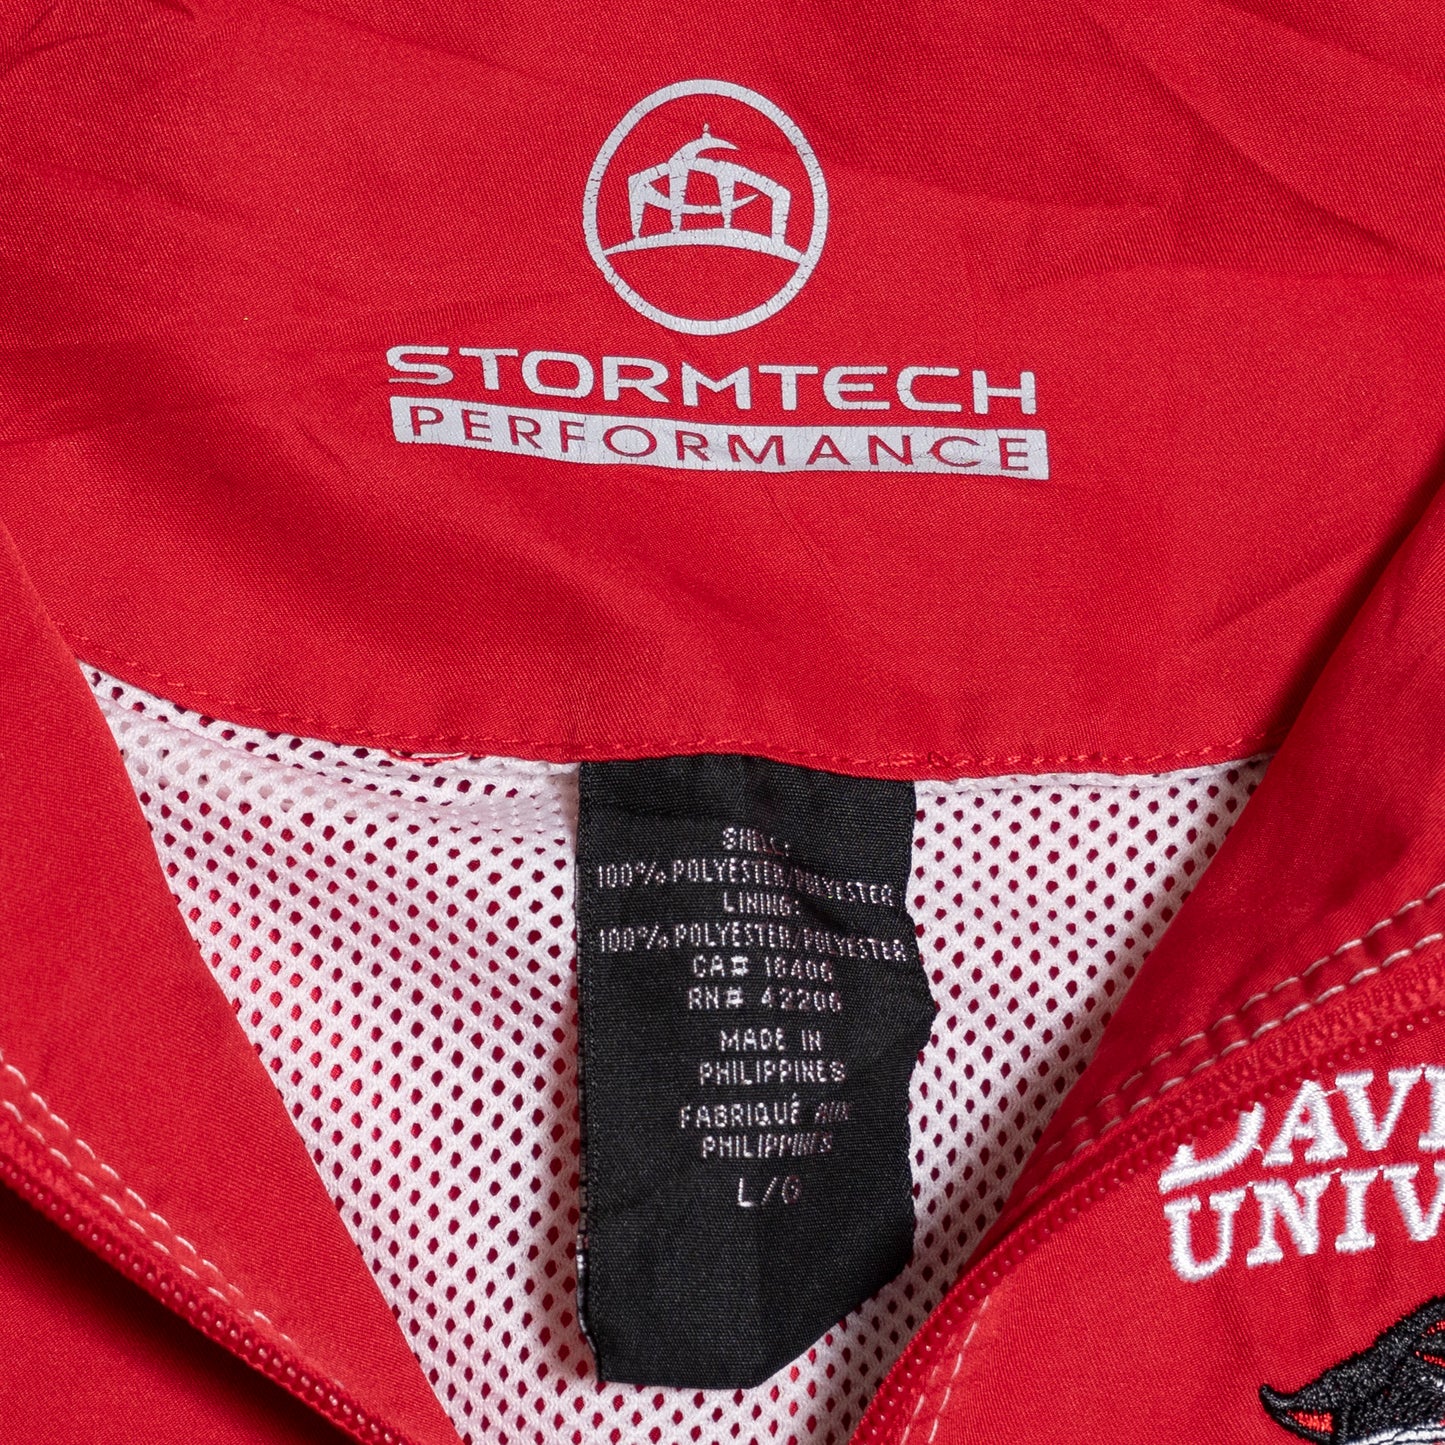 STORMTECH
PERFORMANCE
SHELL:
100% POLYESTER/POLYESTER
LINING:
100% POLYESTER/POLYESTER
CA# 18406
RN# 42206
MADE IN
PHILIPPINES
FABRIQUÉ AUX
PHILIPPINES
L/G
DAVI
UNIV